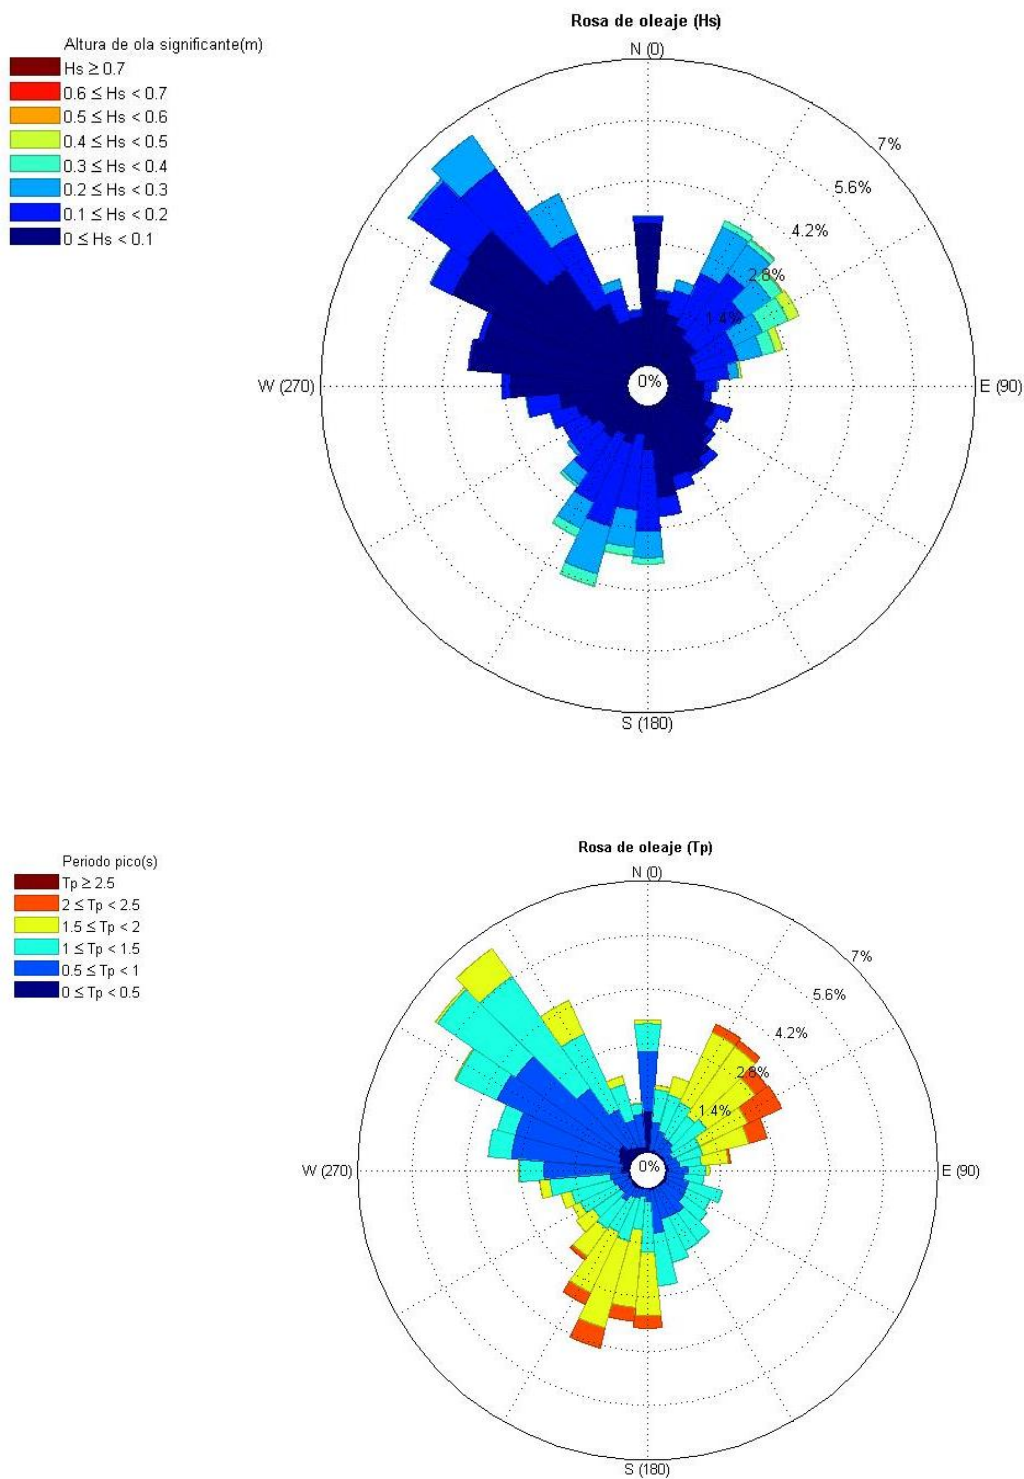 Rosa de oleaje (Hs)
Altura de ola significante(m)
Hs ≥ 0.7
0.6 ≤ Hs < 0.7
0.5 ≤ Hs < 0.6
0.4 ≤ Hs < 0.5
0.3 ≤ Hs < 0.4
0.2 ≤ Hs < 0.3
0.1 ≤ Hs < 0.2
0 ≤ Hs < 0.1
N (0)
7%
5.6%
4.2%
2.8%
1.4%
0%
W (270)
E (90)
S (180)
Rosa de oleaje (Tp)
Periodo pico(s)
Tp ≥ 2.5
2 ≤ Tp < 2.5
1.5 ≤ Tp < 2
1 ≤ Tp < 1.5
0.5 ≤ Tp < 1
0 ≤ Tp < 0.5
N (0)
7%
5.6%
4.2%
2.8%
1.4%
0%
W (270)
E (90)
S (180)